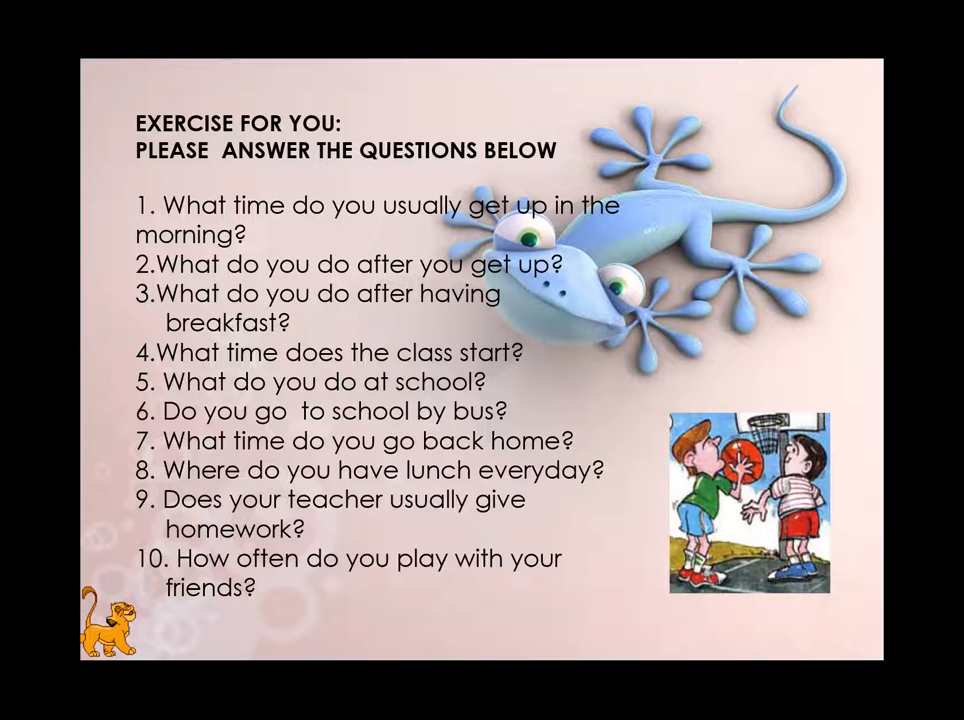 EXERCISE FOR YOU:
PLEASE  ANSWER THE QUESTIONS BELOW
1. What time do you usually get up in the
morning?
2.What do you do after you get up?
3.What do you do after having
breakfast?
4.What time does the class start?
5. What do you do at school?
6. Do you go  to school by bus?
7. What time do you go back home?
8. Where do you have lunch everyday?
9. Does your teacher usually give
homework?
10. How often do you play with your
friends?